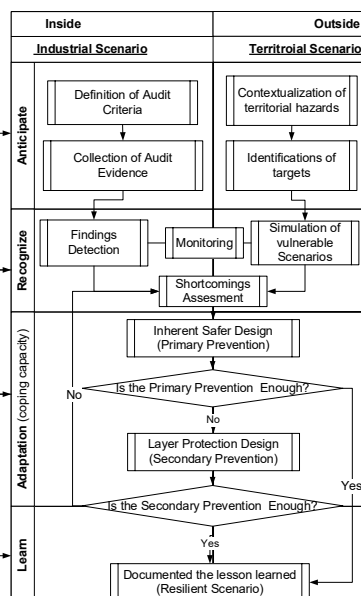 Inside
Outside
Industrial Scenario
Territroial Scenario
Anticipate
Definition of Audit
Criteria
Contextualization of
territorial hazards
Collection of Audit
Evidence
Identifications of
targets
Recognize
Findings
Detection
Monitoring
Simulation of
vulnerable
Scenarios
Shortcomings
Assesment
Adaptation (coping capacity)
Inherent Safer Design
(Primary Prevention)
No
Is the Primary Prevention Enough?
No
Layer Protection Design
(Secondary Prevention)
Yes
Is the Secondary Prevention Enough?
Learn
Yes
Documented the lesson learned
(Resilient Scenario)